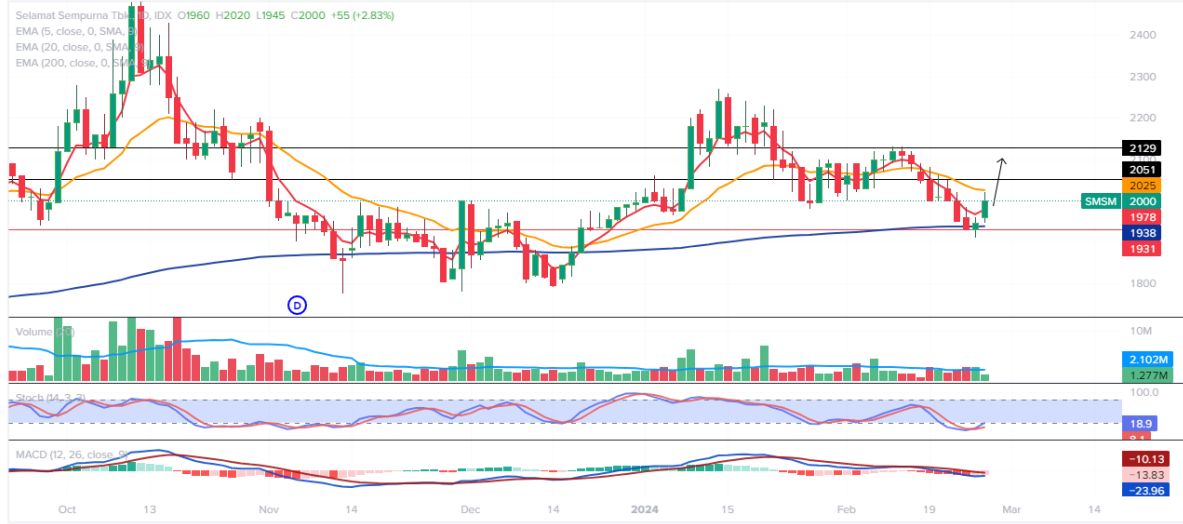 Selamat Sempurna Tbk, 1D, IDX O1960 H2020 L1945 C2000 +55 (+2.83%)
EMA (5, close, 0, SMA, 9)
EMA (20, close, 0, SMA, 9)
EMA (200, close, 0, SMA, 9)
2400
2300
2200
2129
2100
2051
2025
SMSM 2000
1978
1938
1931
1800
D
Volume (20)
10M
2.102M
1.277M
Stoch (14, 3, 3)
100.0
18.9
8.1
MACD (12, 26, close, 9)
−10.13
−13.83
−23.96
Oct 13 Nov 14 Dec 14 2024 15 Feb 19 Mar 14